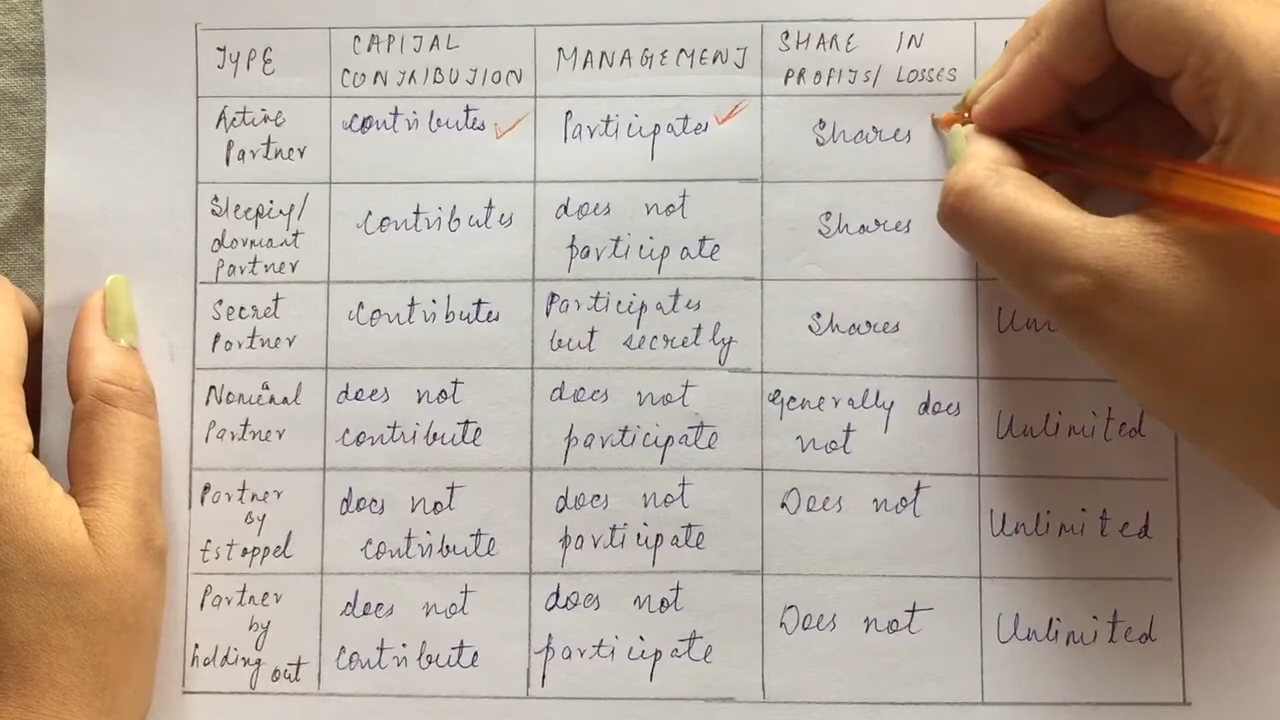 TYPE
CAPITAL
CONTRIBUTION
MANAGEMENT
SHARE IN
PROFITS/ LOSSES
Active
Partner
contributes
Participates
Shares
Sleeping/
dormant
partner
contributes
does not
participate
Shares
Secret
Partner
contributes
Participates
but secretly
Shares
Nominal
Partner
does not
contribute
does not
participate
Generally does
not
Unlimited
Partner
By
Estoppel
does not
contribute
does not
participate
Does not
Unlimited
Partner
by
holding out
does not
contribute
does not
participate
Does not
Unlimited